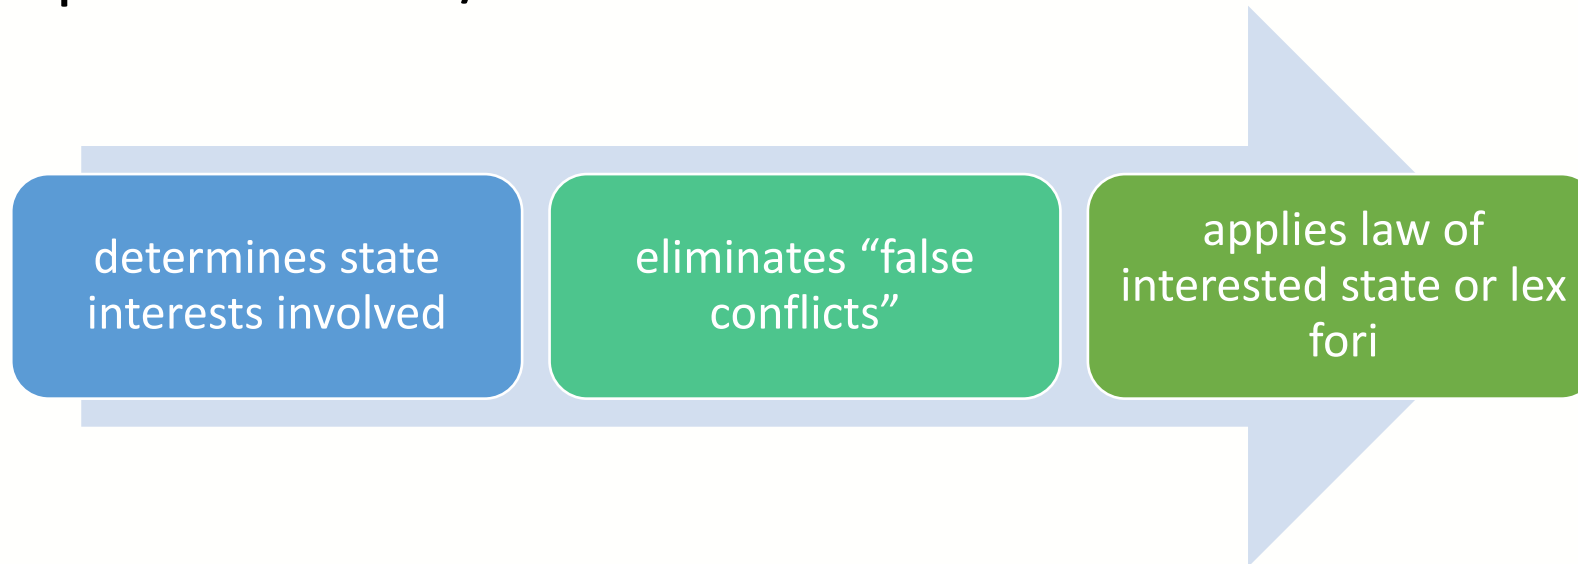 determines state
interests involved
eliminates “false
conflicts”
applies law of
interested state or lex
fori